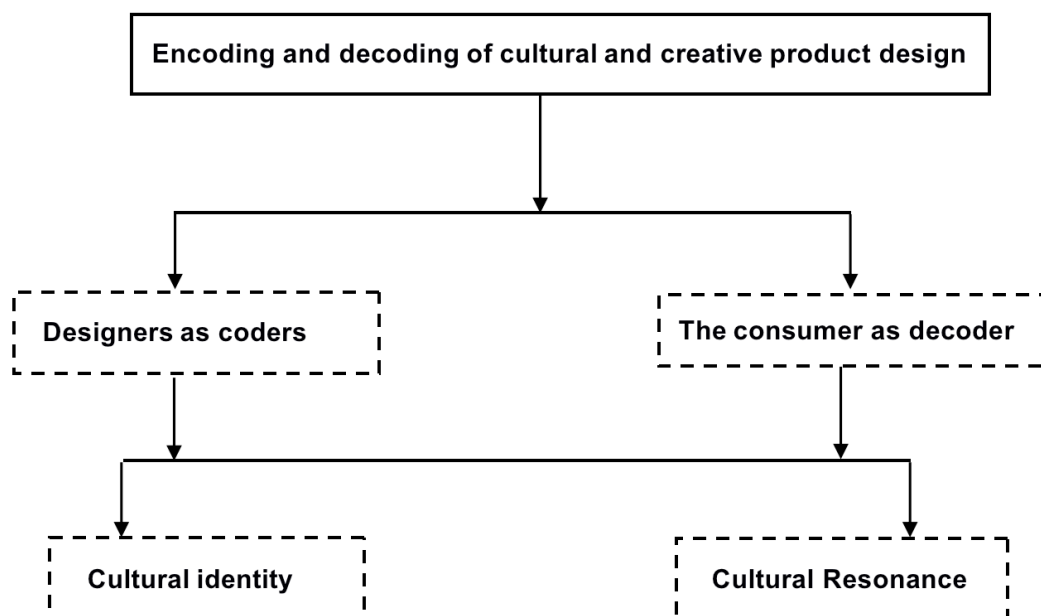 Encoding and decoding of cultural and creative product design
Designers as coders
The consumer as decoder
Cultural identity
Cultural Resonance